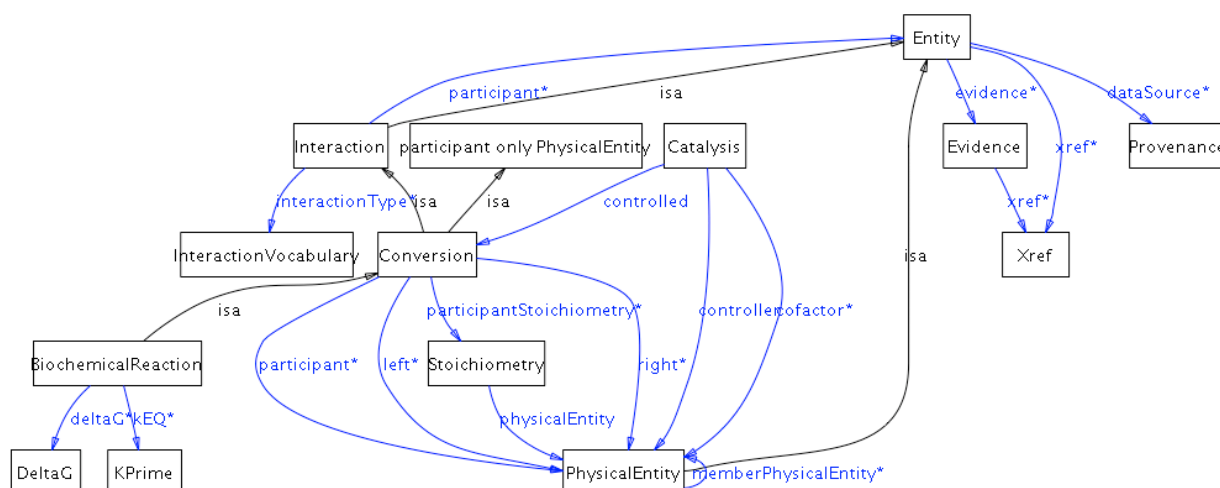 Entity
participant*
isa
evidence*
dataSource*
Interaction
participant only PhysicalEntity
Catalysis
Evidence
Provenance
xref*
interactionType*
isa
isa
controlled
xref*
InteractionVocabulary
Conversion
Xref
isa
isa
participantStoichiometry*
controller
cofactor*
BiochemicalReaction
participant*
left*
Stoichiometry
right*
deltaG*
kEQ*
physicalEntity
DeltaG
KPrime
PhysicalEntity
memberPhysicalEntity*